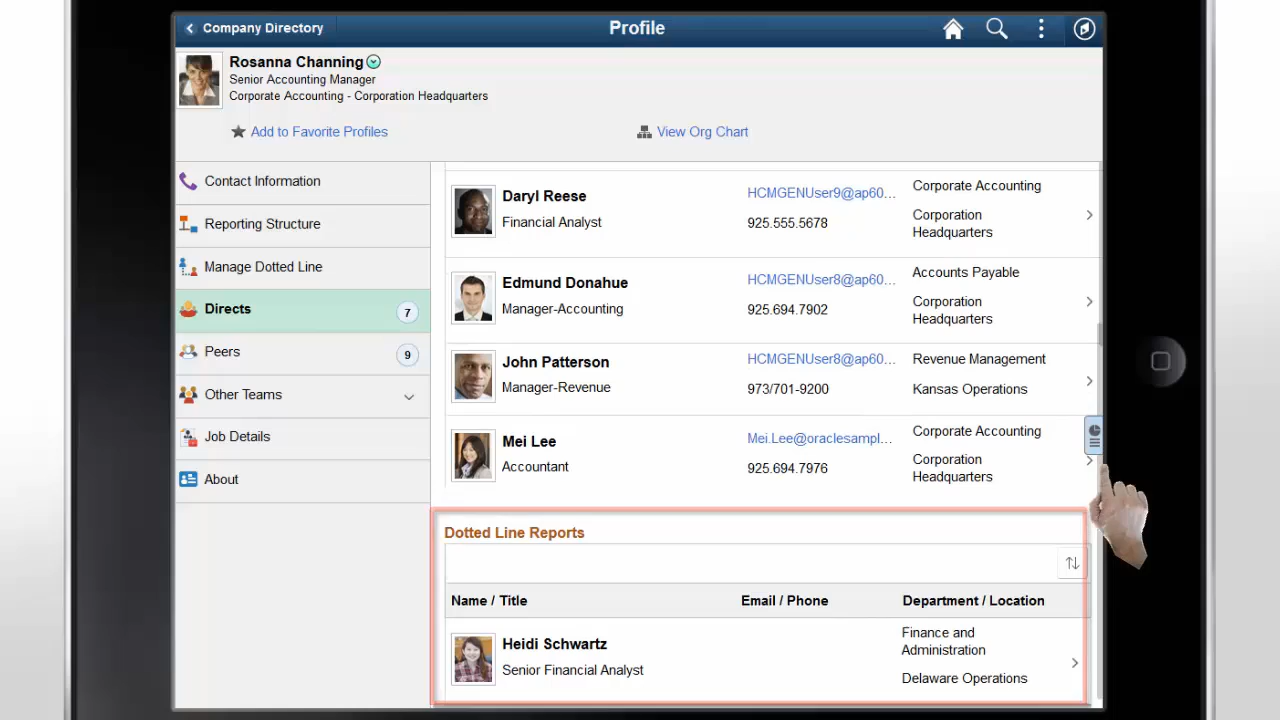 Company Directory
Profile
Rosanna Channing
Senior Accounting Manager
Corporate Accounting - Corporation Headquarters
Add to Favorite Profiles
View Org Chart
Contact Information
Reporting Structure
Manage Dotted Line
Directs 7
Peers 9
Other Teams
Job Details
About
Daryl Reese
Financial Analyst
HCMGENUser9@ap60...
925.555.5678
Corporate Accounting
Corporation
Headquarters
Edmund Donahue
Manager-Accounting
HCMGENUser8@ap60...
925.694.7902
Accounts Payable
Corporation
Headquarters
John Patterson
Manager-Revenue
HCMGENUser8@ap60...
973/701-9200
Revenue Management
Kansas Operations
Mei Lee
Accountant
Mei.Lee@oraclesampl...
925.694.7976
Corporate Accounting
Corporation
Headquarters
Dotted Line Reports
Name / Title
Email / Phone
Department / Location
Heidi Schwartz
Senior Financial Analyst
Finance and
Administration
Delaware Operations